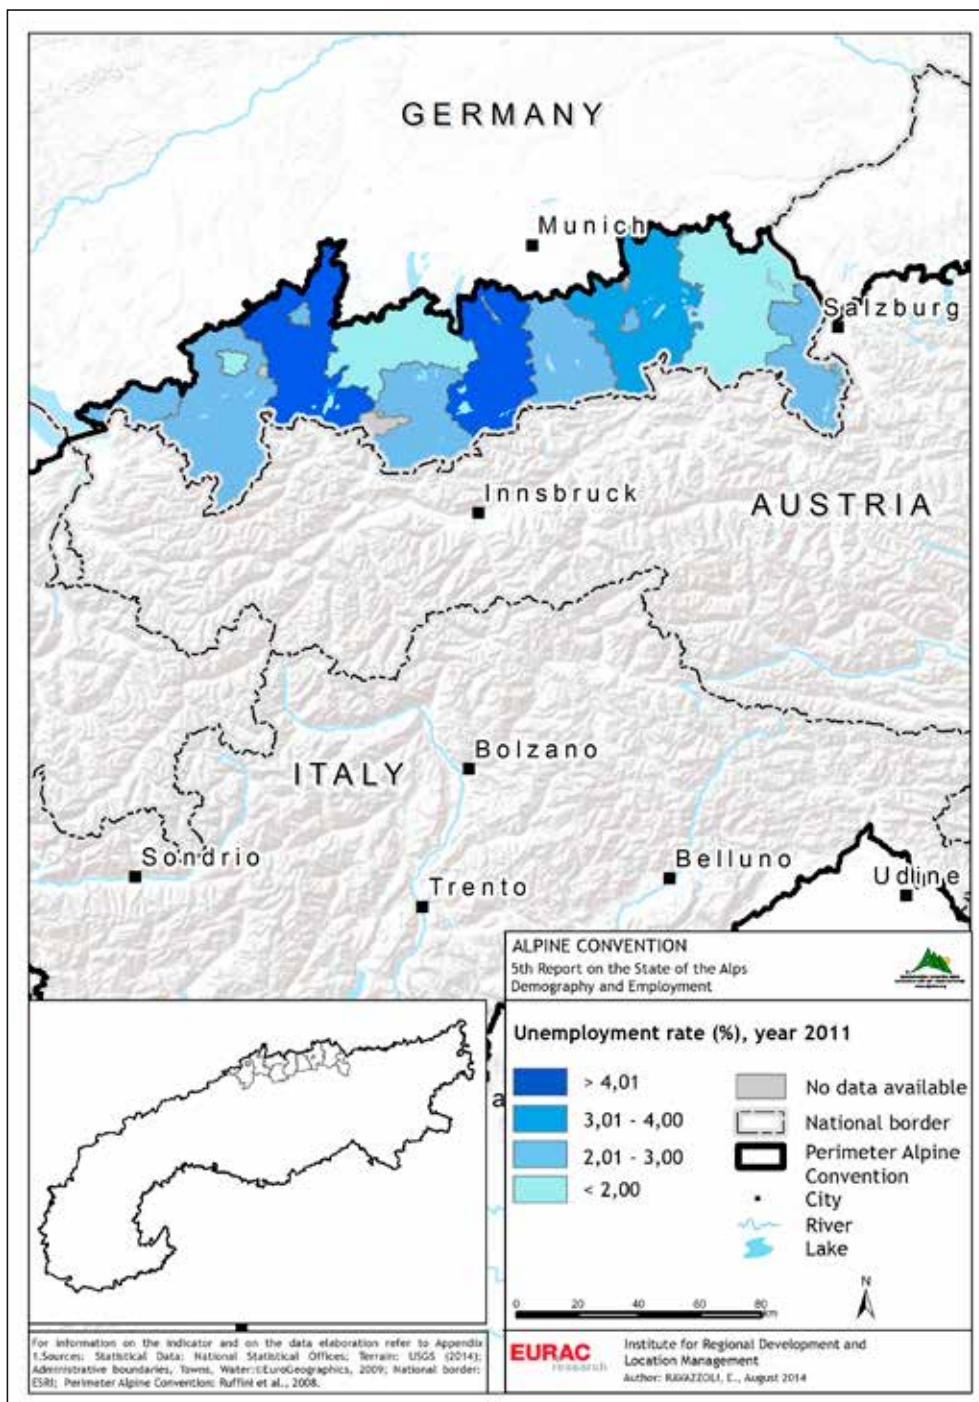 GERMANY
Munich
Salzburg
Innsbruck
AUSTRIA
Bolzano
ITALY
Sondrio
Belluno
Trento
Udine
ALPINE CONVENTION
5th Report on the State of the Alps
Demography and Employment
Unemployment rate (%), year 2011
> 4,01
3,01 - 4,00
2,01 - 3,00
< 2,00
No data available
National border
Perimeter Alpine
Convention
City
River
Lake
N
0 20 40 60 80
km
For information on the indicator and on the data elaboration refer to Appendix
1.Sources: Statistical Data: National Statistical Offices; Terrain: USGS (2014);
Administrative boundaries, Towns, Water:©EuroGeographics, 2009; National border:
ESRI; Perimeter Alpine Convention: Ruffini et al., 2008.
EURAC
research
Institute for Regional Development and
Location Management
Author: RAVAZZOLI, E., August 2014